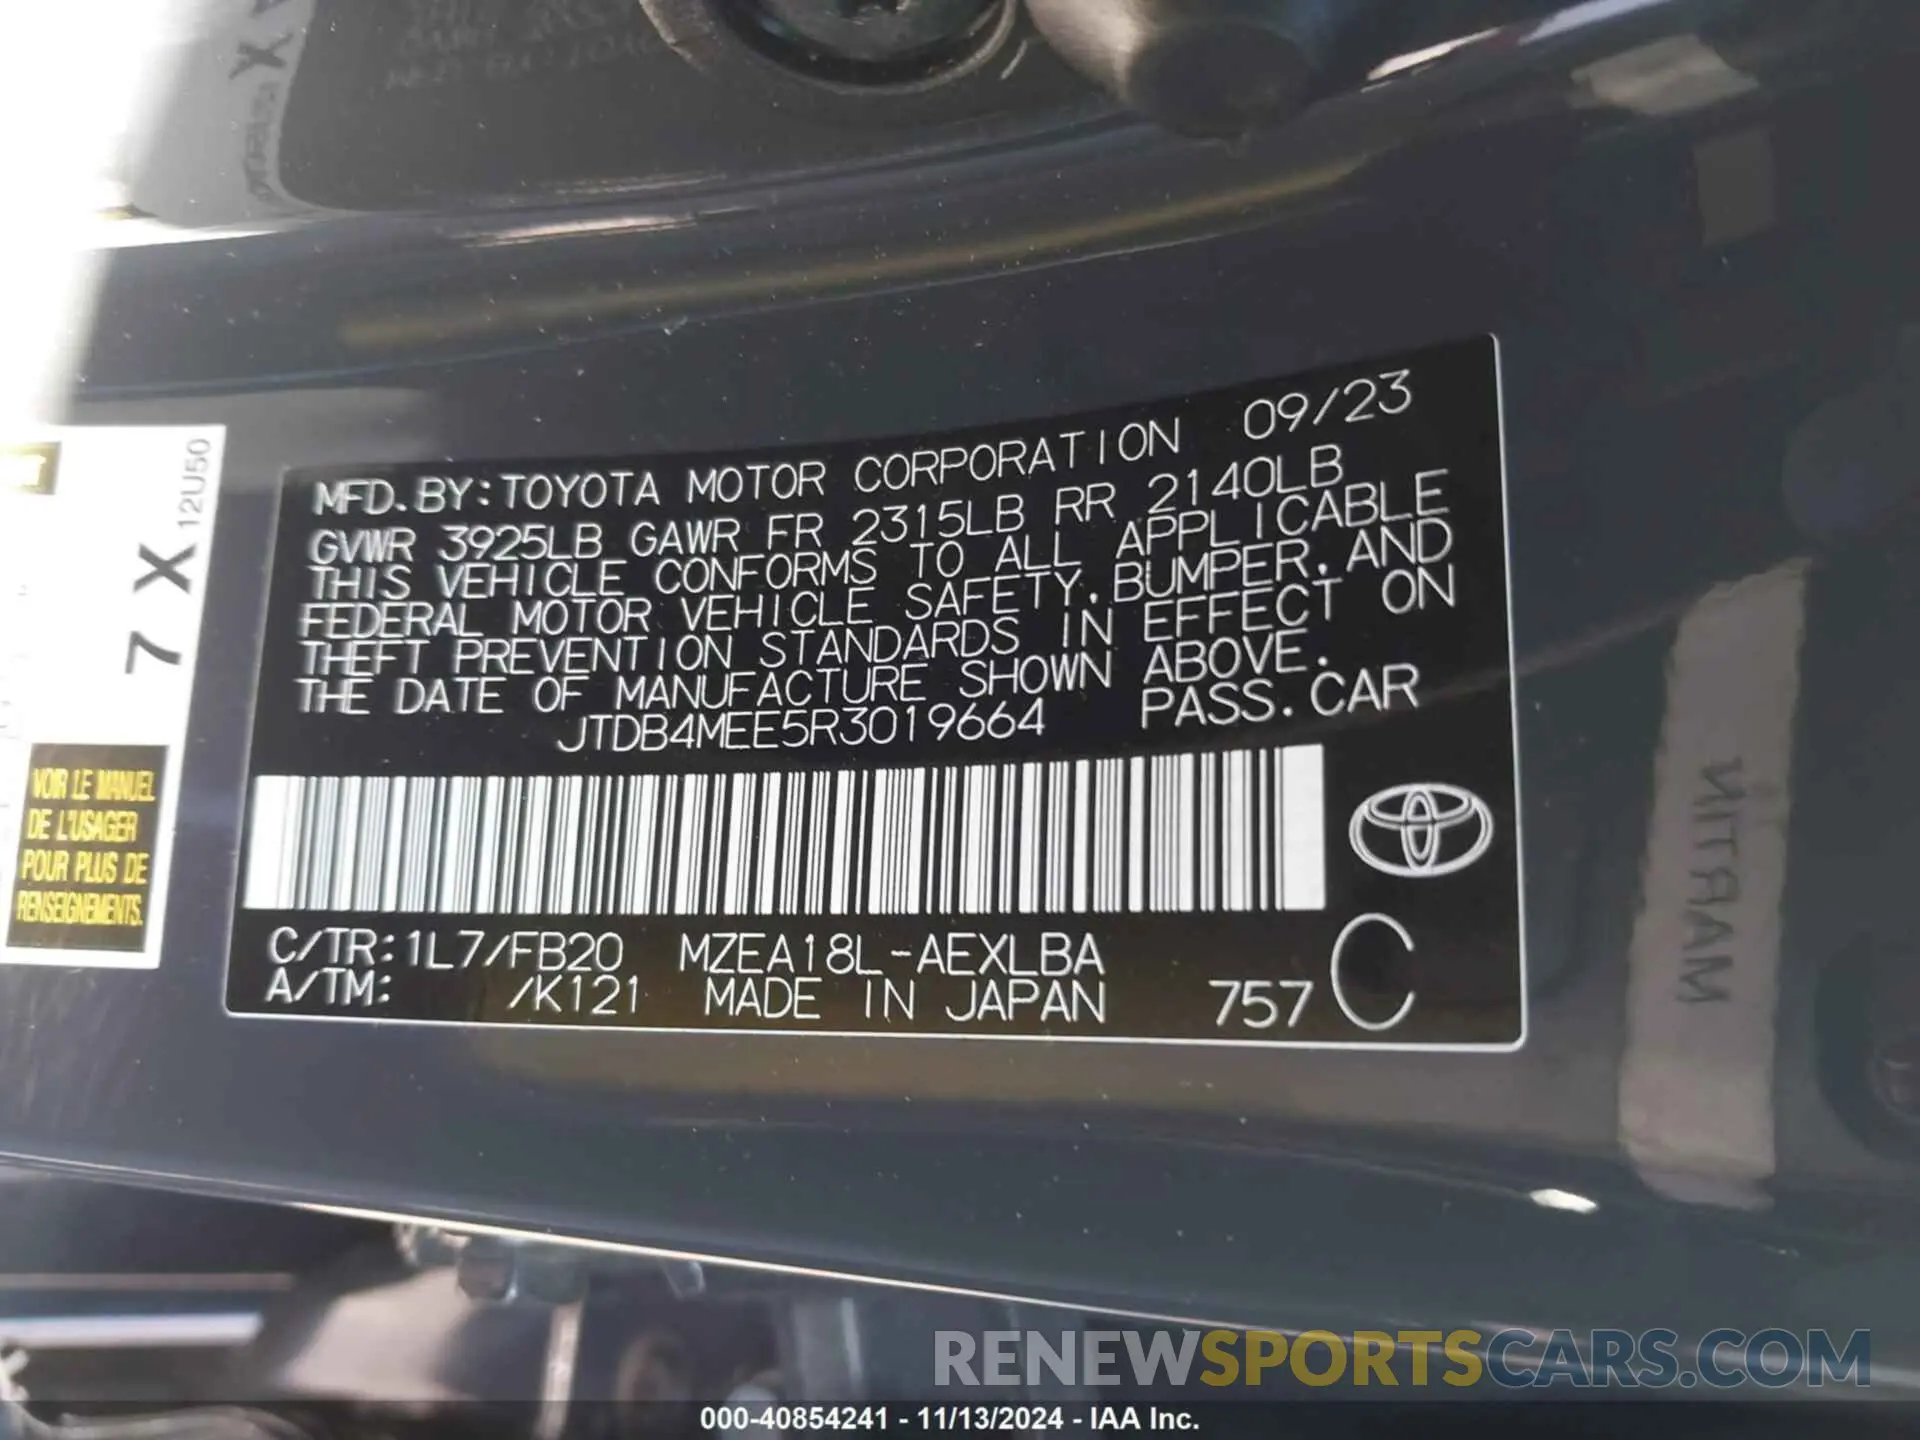 MFD.BY:TOYOTA MOTOR CORPORATION 09/23
GVWR 3925LB GAWR FR 2315LB RR 2140LB
THIS VEHICLE CONFORMS TO ALL APPLICABLE
FEDERAL MOTOR VEHICLE SAFETY, BUMPER, AND
THEFT PREVENTION STANDARDS IN EFFECT ON
THE DATE OF MANUFACTURE SHOWN ABOVE.
JTDB4MEE5R3019664 PASS.CAR
C/TR:1L7/FB20 MZEA18L-AEXLBA
A/TM: /K121 MADE IN JAPAN 757 C
7 X 12U50
VOIR LE MANUEL
DE L'USAGER
POUR PLUS DE
RENSEIGNEMENTS.
RENEWSPORTSCARS.COM
000-40854241 - 11/13/2024 - IAA Inc.